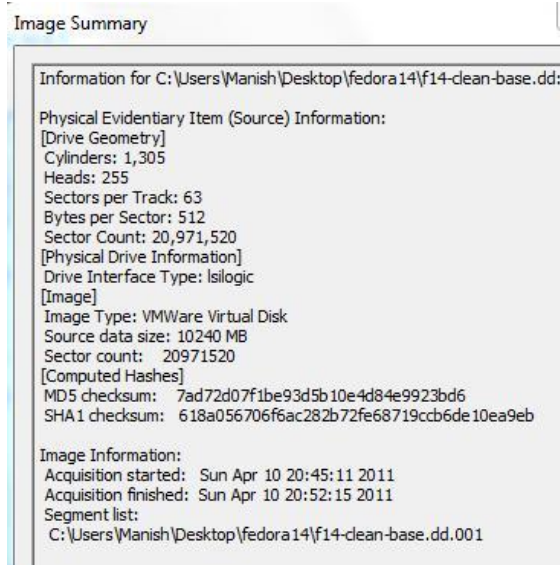 Image Summary
Information for C:\Users\Manish\Desktop\fedora14\f14-clean-base.dd:
Physical Evidentiary Item (Source) Information:
[Drive Geometry]
Cylinders: 1,305
Heads: 255
Sectors per Track: 63
Bytes per Sector: 512
Sector Count: 20,971,520
[Physical Drive Information]
Drive Interface Type: lsilogic
[Image]
Image Type: VMWare Virtual Disk
Source data size: 10240 MB
Sector count: 20971520
[Computed Hashes]
MD5 checksum: 7ad72d07f1be93d5b10e4d84e9923bd6
SHA1 checksum: 618a056706f6ac282b72fe68719ccb6de10ea9eb
Image Information:
Acquisition started: Sun Apr 10 20:45:11 2011
Acquisition finished: Sun Apr 10 20:52:15 2011
Segment list:
C:\Users\Manish\Desktop\fedora14\f14-clean-base.dd.001